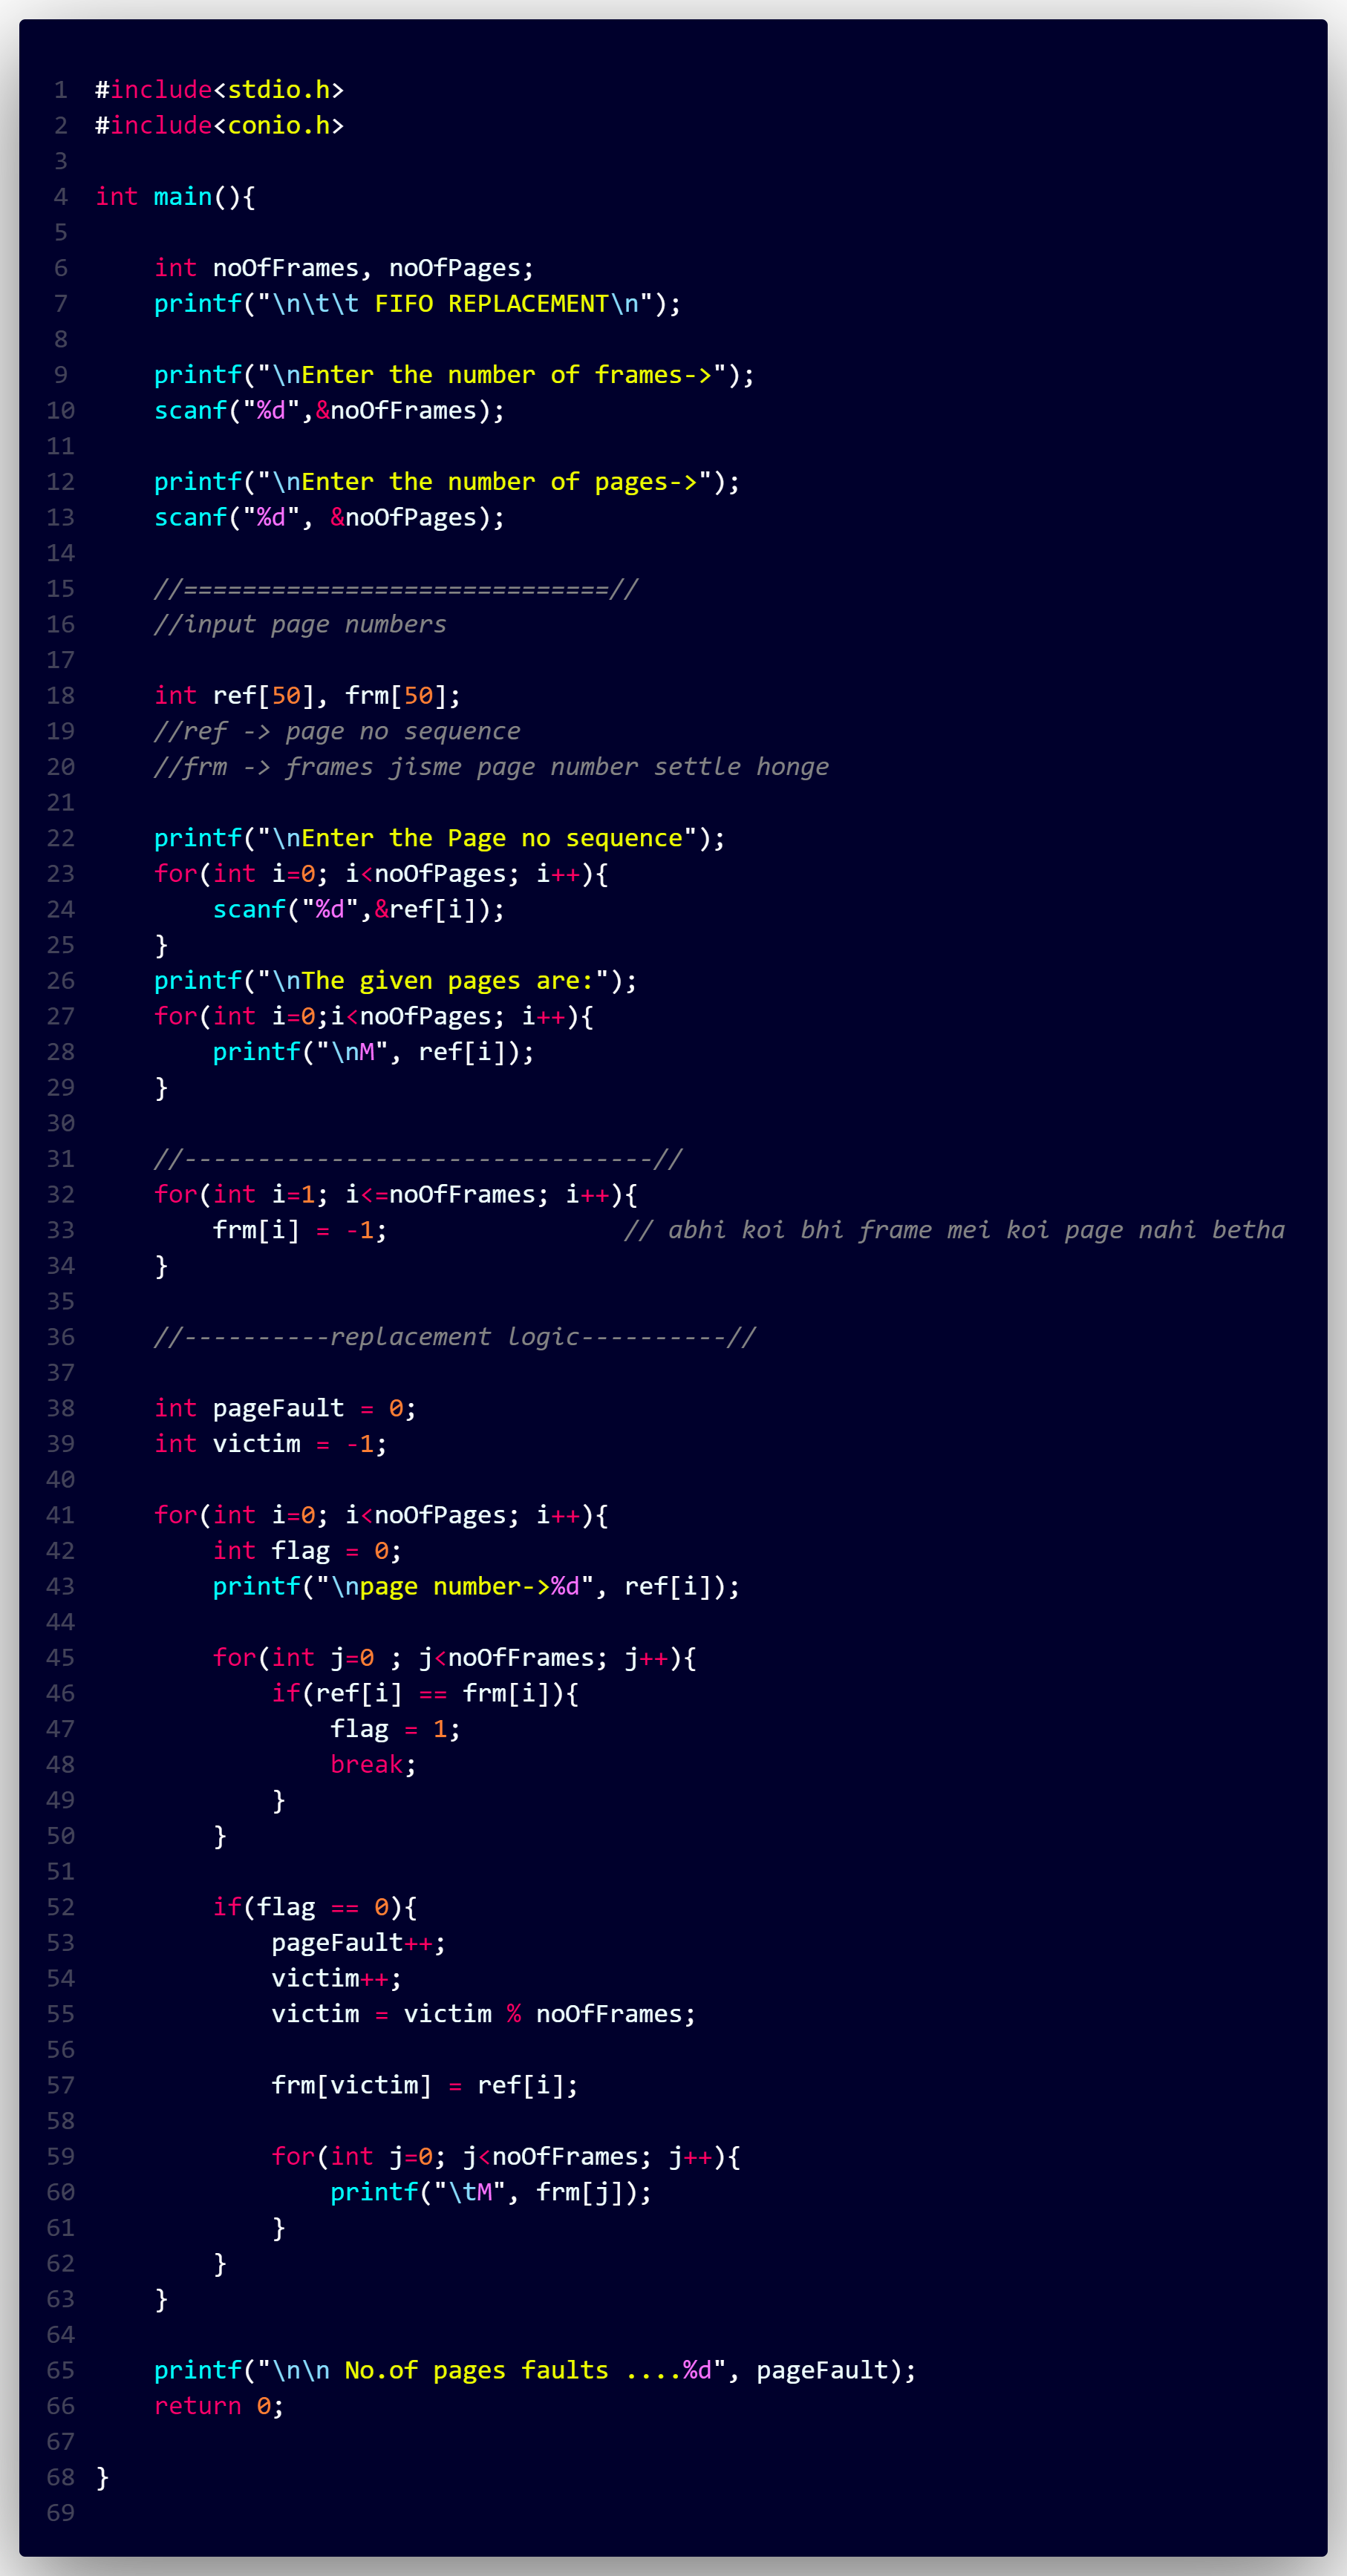 1 #include<stdio.h>
2 #include<conio.h>
3
4 int main(){
5
6     int noOfFrames, noOfPages;
7     printf("\n\t\t FIFO REPLACEMENT\n");
8
9     printf("\nEnter the number of frames->");
10     scanf("%d",&noOfFrames);
11
12     printf("\nEnter the number of pages->");
13     scanf("%d", &noOfPages);
14
15     //=============================//
16     //input page numbers
17
18     int ref[50], frm[50];
19     //ref -> page no sequence
20     //frm -> frames jisme page number settle honge
21
22     printf("\nEnter the Page no sequence");
23     for(int i=0; i<noOfPages; i++){
24         scanf("%d",&ref[i]);
25     }
26     printf("\nThe given pages are:");
27     for(int i=0;i<noOfPages; i++){
28         printf("\nM", ref[i]);
29     }
30
31     //--------------------------------//
32     for(int i=1; i<=noOfFrames; i++){
33         frm[i] = -1;                // abhi koi bhi frame mei koi page nahi betha
34     }
35
36     //----------replacement logic----------//
37
38     int pageFault = 0;
39     int victim = -1;
40
41     for(int i=0; i<noOfPages; i++){
42         int flag = 0;
43         printf("\npage number->%d", ref[i]);
44
45         for(int j=0 ; j<noOfFrames; j++){
46             if(ref[i] == frm[i]){
47                 flag = 1;
48                 break;
49             }
50         }
51
52         if(flag == 0){
53             pageFault++;
54             victim++;
55             victim = victim % noOfFrames;
56
57             frm[victim] = ref[i];
58
59             for(int j=0; j<noOfFrames; j++){
60                 printf("\tM", frm[j]);
61             }
62         }
63     }
64
65     printf("\n\n No.of pages faults ....%d", pageFault);
66     return 0;
67
68 }
69